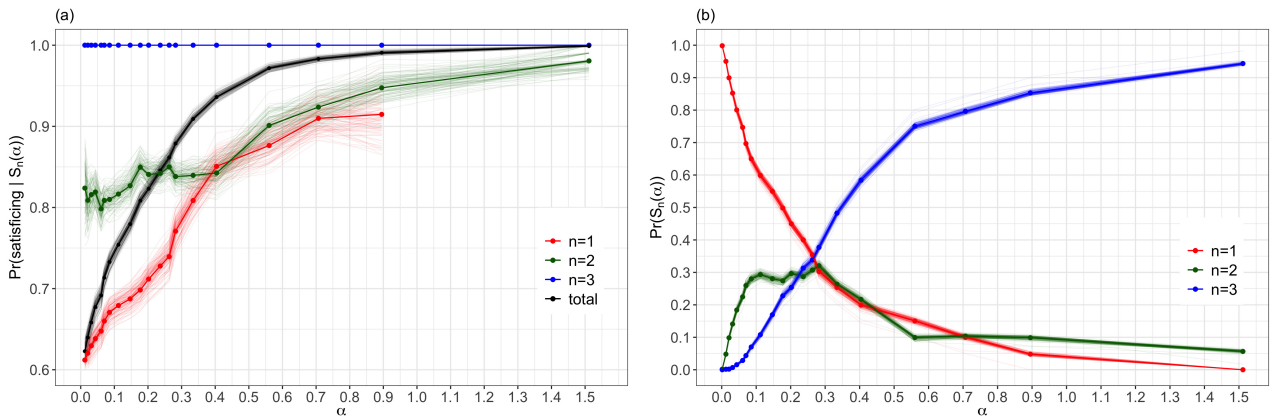 (a)
Pr(satisficing | Sn(α))
1.0
0.9
0.8
0.7
0.6
0.0 0.1 0.2 0.3 0.4 0.5 0.6 0.7 0.8 0.9 1.0 1.1 1.2 1.3 1.4 1.5
α
n=1
n=2
n=3
total
(b)
Pr(Sn(α))
1.0
0.9
0.8
0.7
0.6
0.5
0.4
0.3
0.2
0.1
0.0
0.0 0.1 0.2 0.3 0.4 0.5 0.6 0.7 0.8 0.9 1.0 1.1 1.2 1.3 1.4 1.5
α
n=1
n=2
n=3